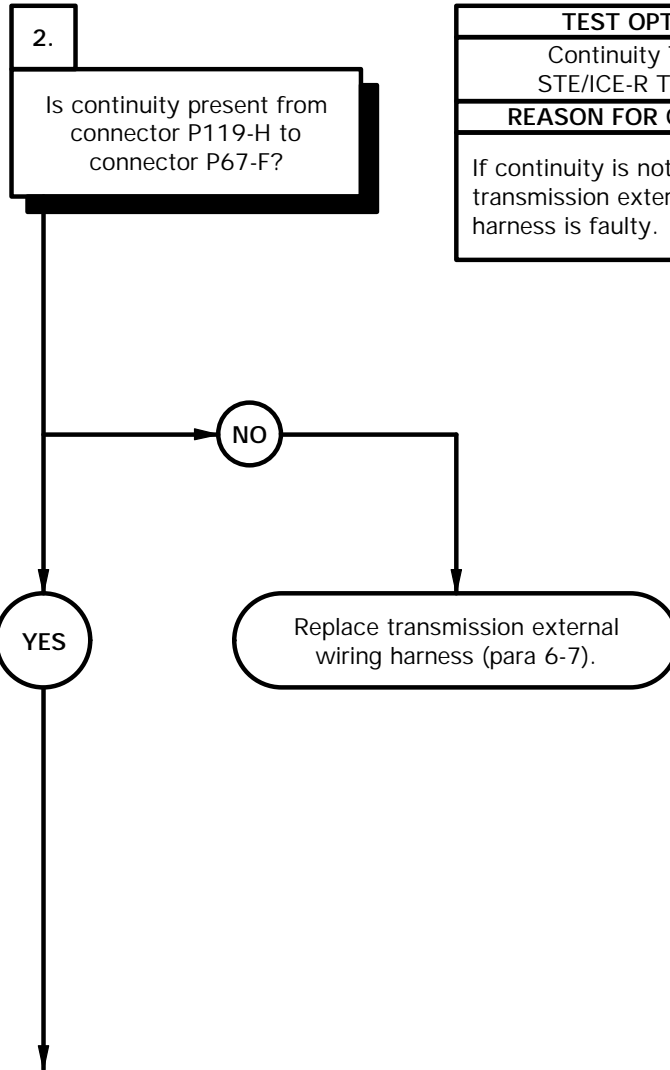 2.
Is continuity present from
connector P119-H to
connector P67-F?
TEST OPT
Continuity
STE/ICE-R T
REASON FOR
If continuity is not
transmission exter
harness is faulty.
NO
YES
Replace transmission external
wiring harness (para 6-7).